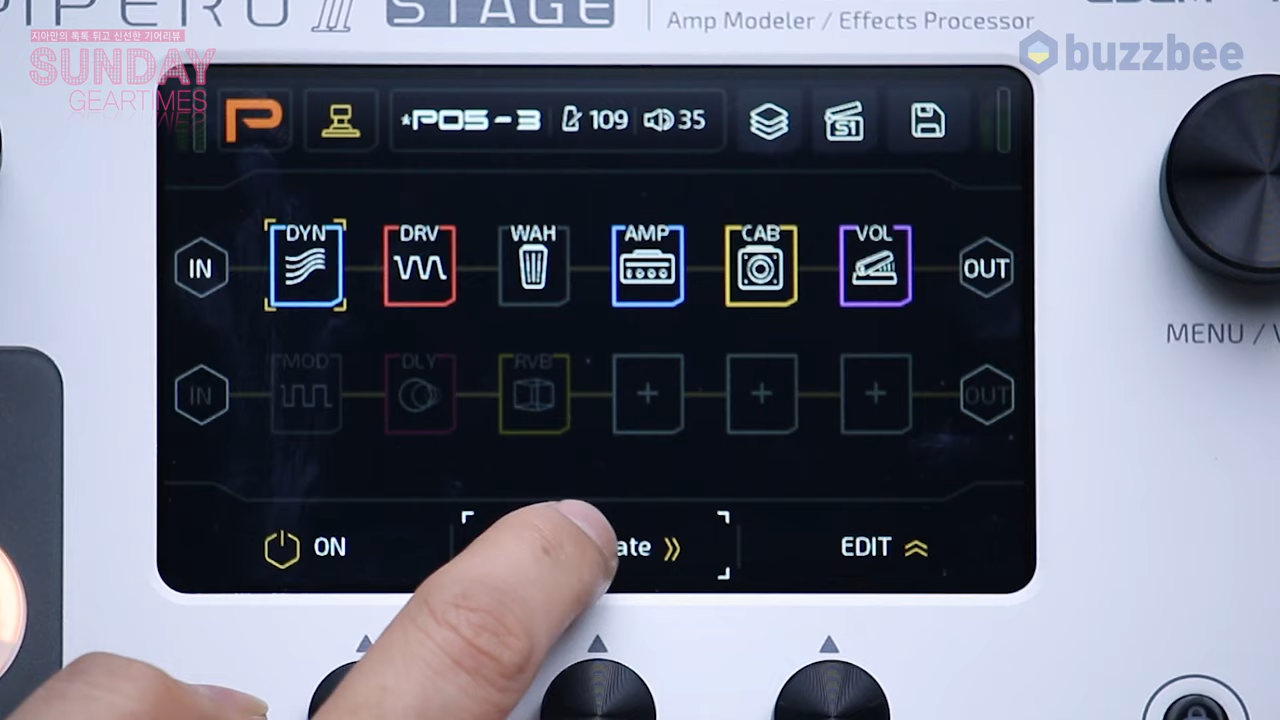 III STAGE
Amp Modeler / Effects Processor
지아만의 톡톡 튀고 신선한 기어리뷰
SUNDAY
GEARTIMES
buzzbee
P
*P05-3
109
35
S1
DYN
DRV
WAH
AMP
CAB
VOL
IN
OUT
MOD
DLY
RVB
IN
+
+
+
OUT
ON
ate »
EDIT
MENU /